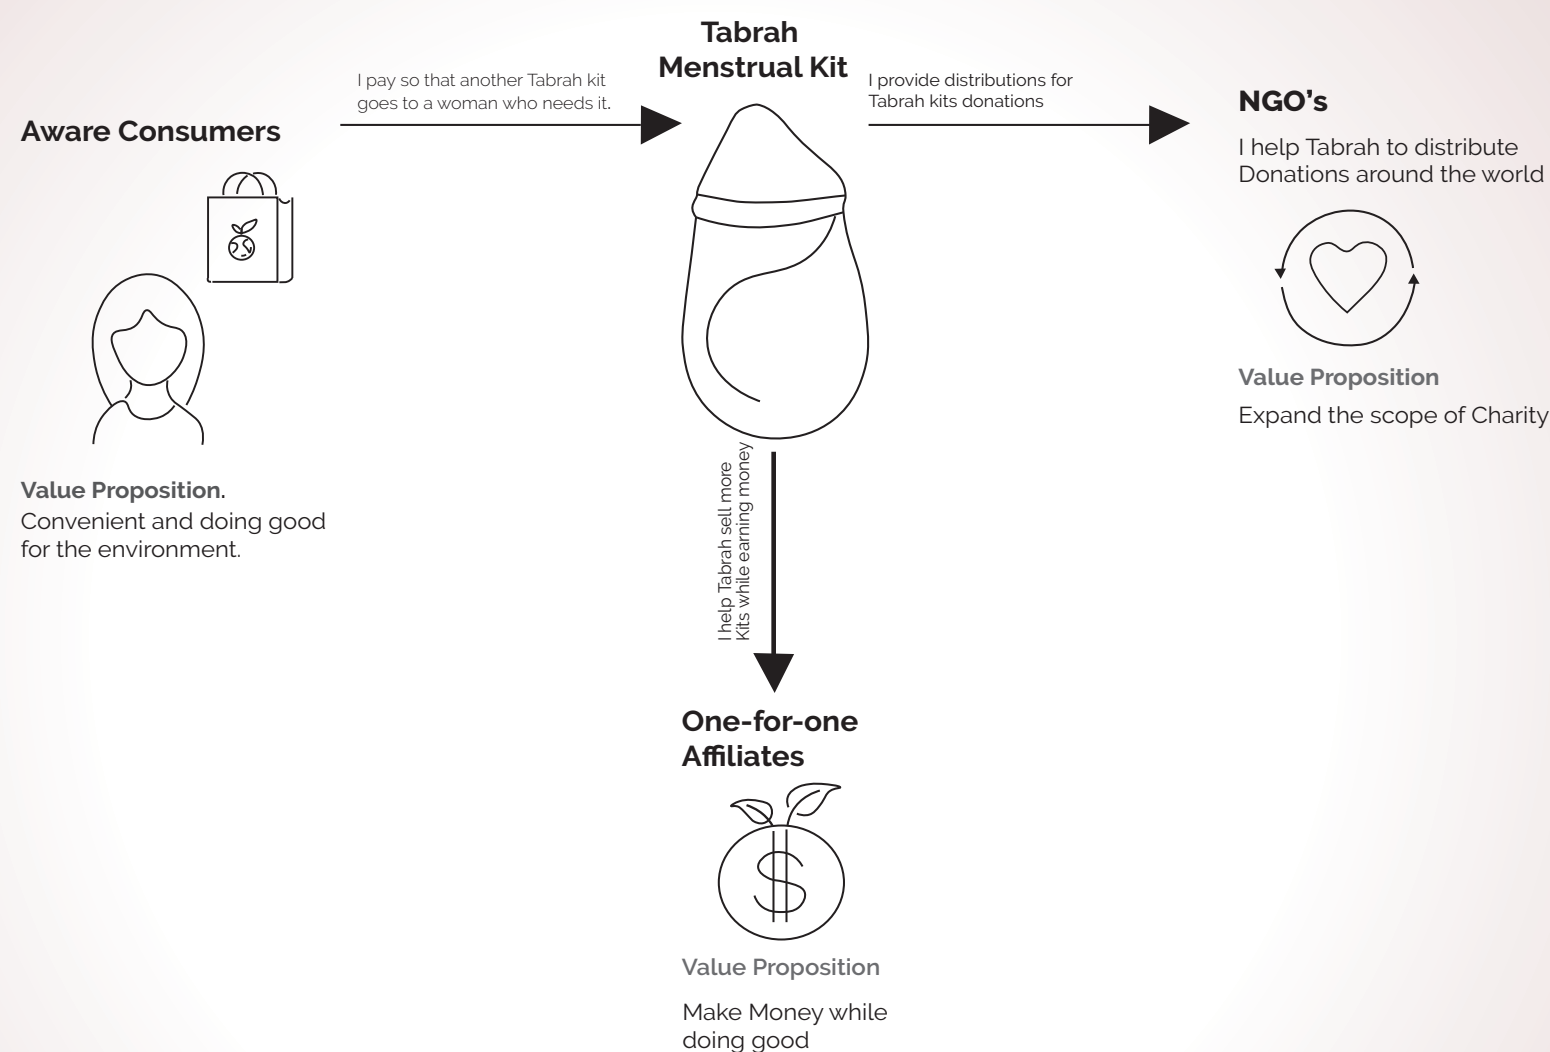 Tabrah
Menstrual Kit
I pay so that another Tabrah kit
goes to a woman who needs it.
I provide distributions for
Tabrah kits donations
Aware Consumers
NGO's
I help Tabrah to distribute
Donations around the world
Value Proposition
Expand the scope of Charity
Value Proposition.
Convenient and doing good
for the environment.
I help Tabrah sell more
Kits while earning money
One-for-one
Affiliates
$
Value Proposition
Make Money while
doing good